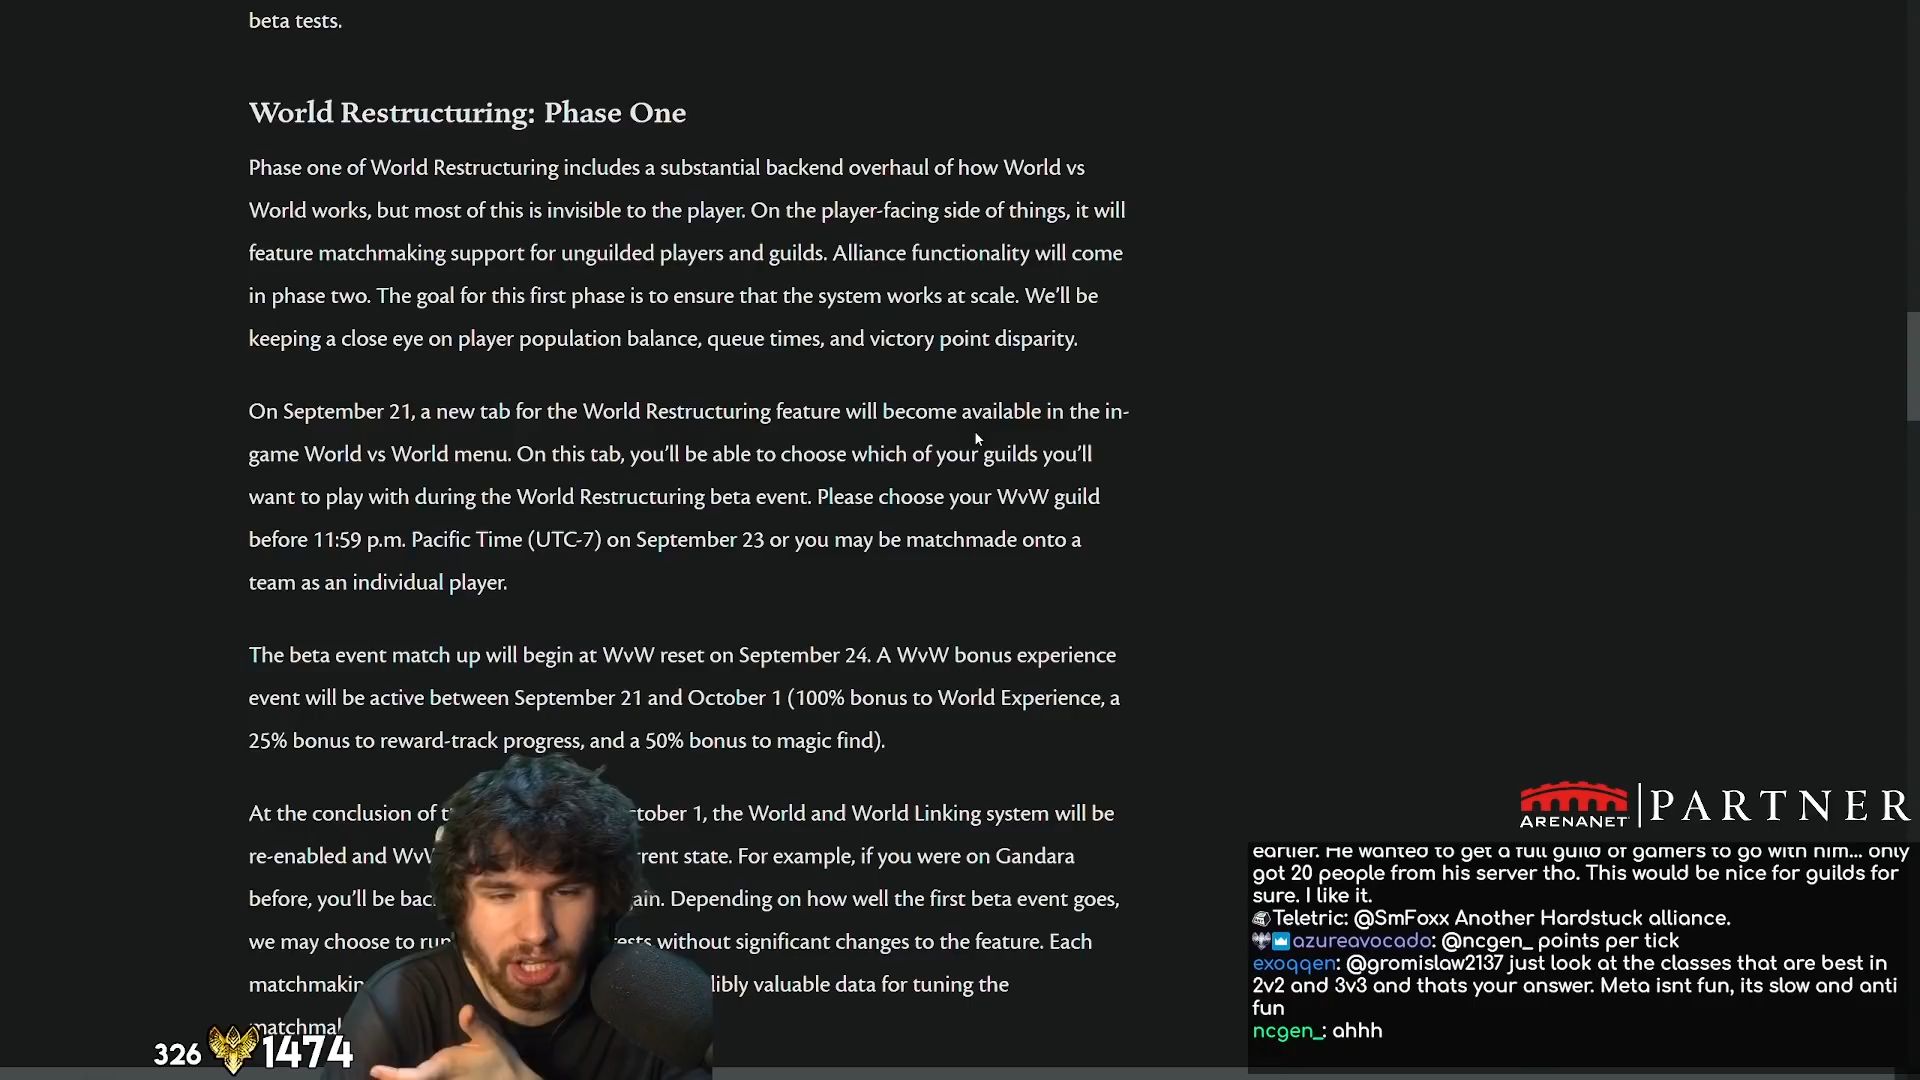 beta tests.
World Restructuring: Phase One
Phase one of World Restructuring includes a substantial backend overhaul of how World vs
World works, but most of this is invisible to the player. On the player-facing side of things, it will
feature matchmaking support for unguilded players and guilds. Alliance functionality will come
in phase two. The goal for this first phase is to ensure that the system works at scale. We'll be
keeping a close eye on player population balance, queue times, and victory point disparity.
On September 21, a new tab for the World Restructuring feature will become available in the in-
game World vs World menu. On this tab, you'll be able to choose which of your guilds you'll
want to play with during the World Restructuring beta event. Please choose your WvW guild
before 11:59 p.m. Pacific Time (UTC-7) on September 23 or you may be matchmade onto a
team as an individual player.
The beta event match up will begin at WvW reset on September 24. A WvW bonus experience
event will be active between September 21 and October 1 (100% bonus to World Experience, a
25% bonus to reward-track progress, and a 50% bonus to magic find).
At the conclusion of the World and World Linking system will be
re-enabled and state. For example, if you were on Gandara
before, you'll be Depending on how well the first beta event goes,
we may choose to without significant changes to the feature. Each
valuable data for tuning the
326 1474
ARENANET | PARTNER
earlier. He wanted to get a full guild of gamers to go with him... only
got 20 people from his server tho. This would be nice for guilds for
sure. I like it.
Teletric: @SmFoxx Another Hardstuck alliance.
azureavocado: @ncgen_ points per tick
exoqqen: @gromislaw2137 just look at the classes that are best in
2v2 and 3v3 and thats your answer. Meta isnt fun, its slow and anti
fun
ncgen_: ahhh